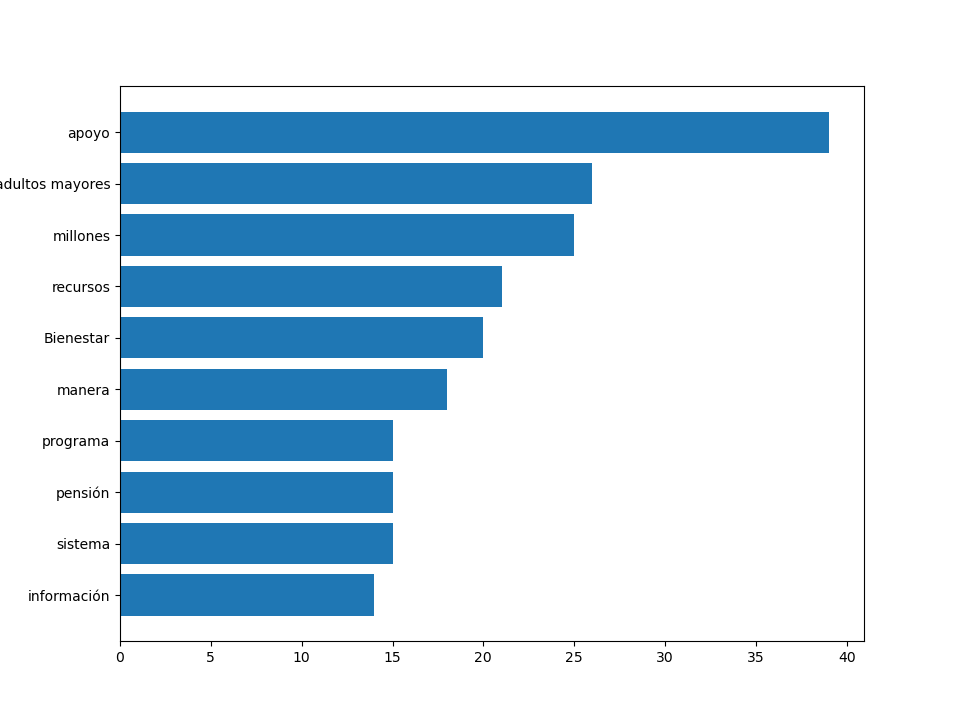 apoyo
adultos mayores
millones
recursos
Bienestar
manera
programa
pensión
sistema
información
0 5 10 15 20 25 30 35 40